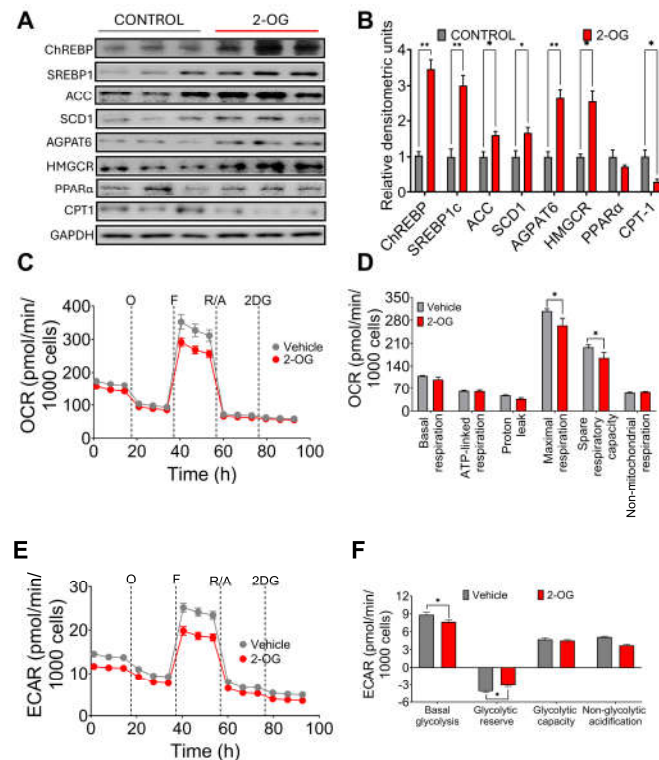 A
CONTROL 2-OG
ChREBP
SREBP1
ACC
SCD1
AGPAT6
HMGCR
PPARα
CPT1
GAPDH
B
CONTROL 2-OG
Relative densitometric units
4
3
2
1
0
** ** * * ** * *
ChREBP
SREBP1c
ACC
SCD1
AGPAT6
HMGCR
PPARα
CPT-1
C
O F R/A 2DG
OCR (pmol/min/
1000 cells)
400
300
200
100
0
Vehicle
2-OG
0 20 40 60 80 100
Time (h)
D
OCR (pmol/min/
1000 cells)
350
280
210
140
70
0
Vehicle
2-OG
* *
Basal
respiration
ATP-linked
respiration
Proton
leak
Maximal
respiration
Spare
respiratory
capacity
Non-mitochondrial
respiration
E
O F R/A 2DG
ECAR (pmol/min/
1000 cells)
30
20
10
0
Vehicle
2-OG
0 20 40 60 80 100
Time (h)
F
ECAR (pmol/min/
1000 cells)
12
9
6
3
0
-3
-6
Vehicle 2-OG
*
*
Basal
glycolysis
Glycolytic
reserve
Glycolytic
capacity
Non-glycolytic
acidification